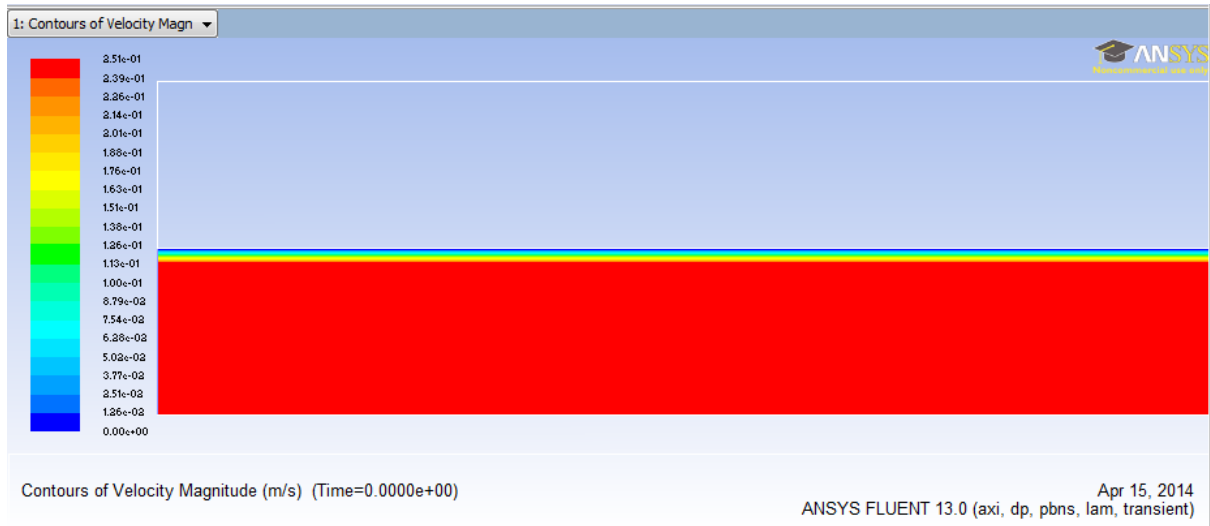 1: Contours of Velocity Magn
ANSYS
Noncommercial use only
2.51e-01
2.39e-01
2.26e-01
2.14e-01
2.01e-01
1.88e-01
1.76e-01
1.63e-01
1.51e-01
1.38e-01
1.26e-01
1.13e-01
1.00e-01
8.79e-02
7.54e-02
6.28e-02
5.02e-02
3.77e-02
2.51e-02
1.26e-02
0.00e+00
Contours of Velocity Magnitude (m/s) (Time=0.0000e+00)
Apr 15, 2014
ANSYS FLUENT 13.0 (axi, dp, pbns, lam, transient)